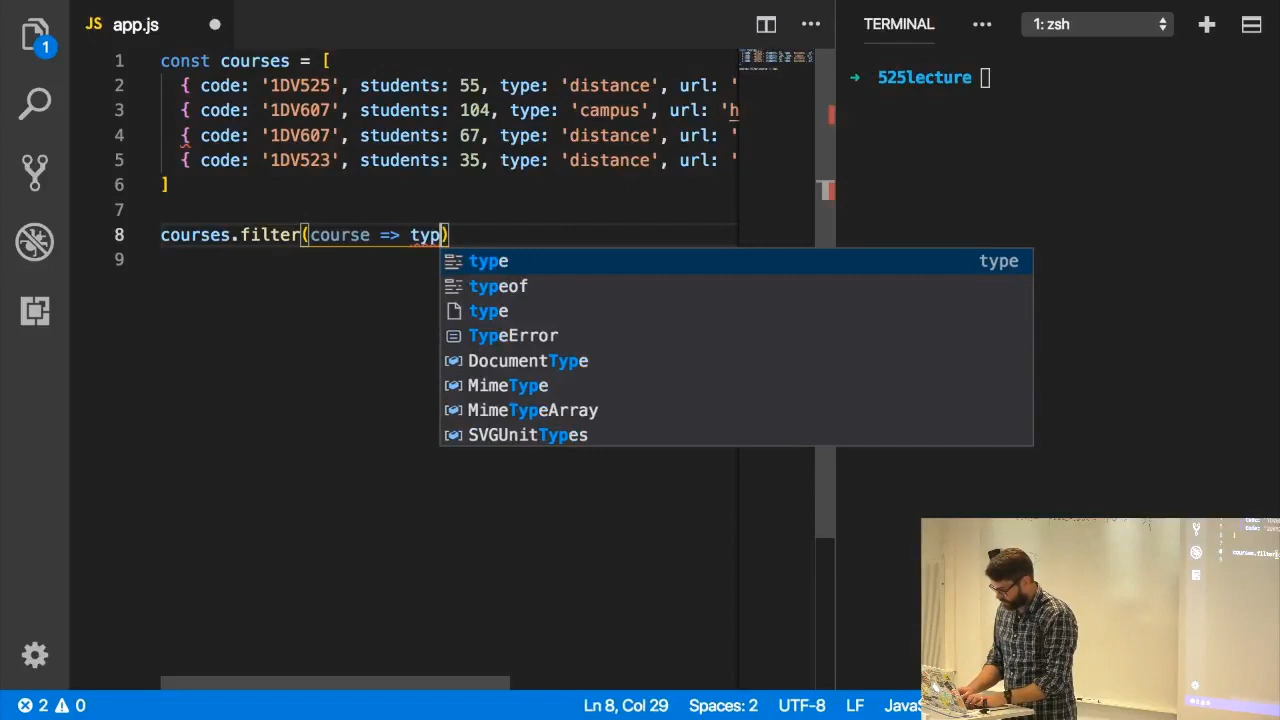 JS app.js
TERMINAL
1: zsh
1
1 const courses = [
2 { code: '1DV525', students: 55, type: 'distance', url: '
3 { code: '1DV607', students: 104, type: 'campus', url: 'h
4 { code: '1DV607', students: 67, type: 'distance', url: '
5 { code: '1DV523', students: 35, type: 'distance', url: '
6 ]
7
8 courses.filter(course => typ)
9
525lecture
type type
typeof
type
TypeError
DocumentType
MimeType
MimeTypeArray
SVGUnitTypes
courses.filter
2 0
Ln 8, Col 29
Spaces: 2
UTF-8
LF
JavaS